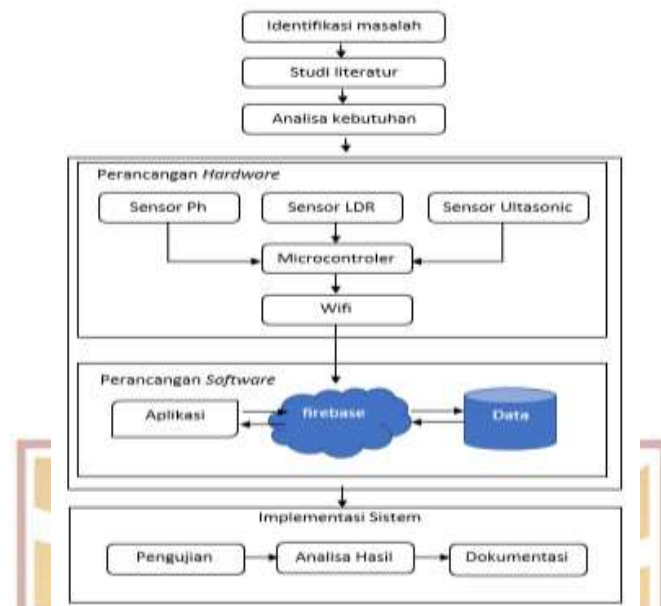 Identifikasi masalah
Studi literatur
Analisa kebutuhan
Perancangan Hardware
Sensor Ph
Sensor LDR
Sensor Ultasonic
Microcontroler
Wifi
Perancangan Software
Aplikasi
firebase
Data
Implementasi Sistem
Pengujian
Analisa Hasil
Dokumentasi